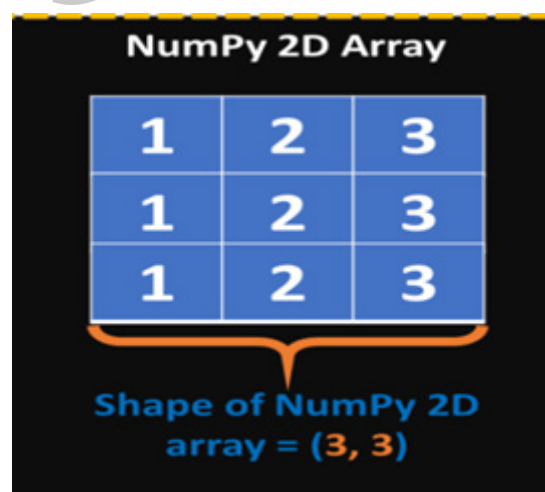 NumPy 2D Array
1 2 3
1 2 3
1 2 3
Shape of NumPy 2D
array = (3, 3)